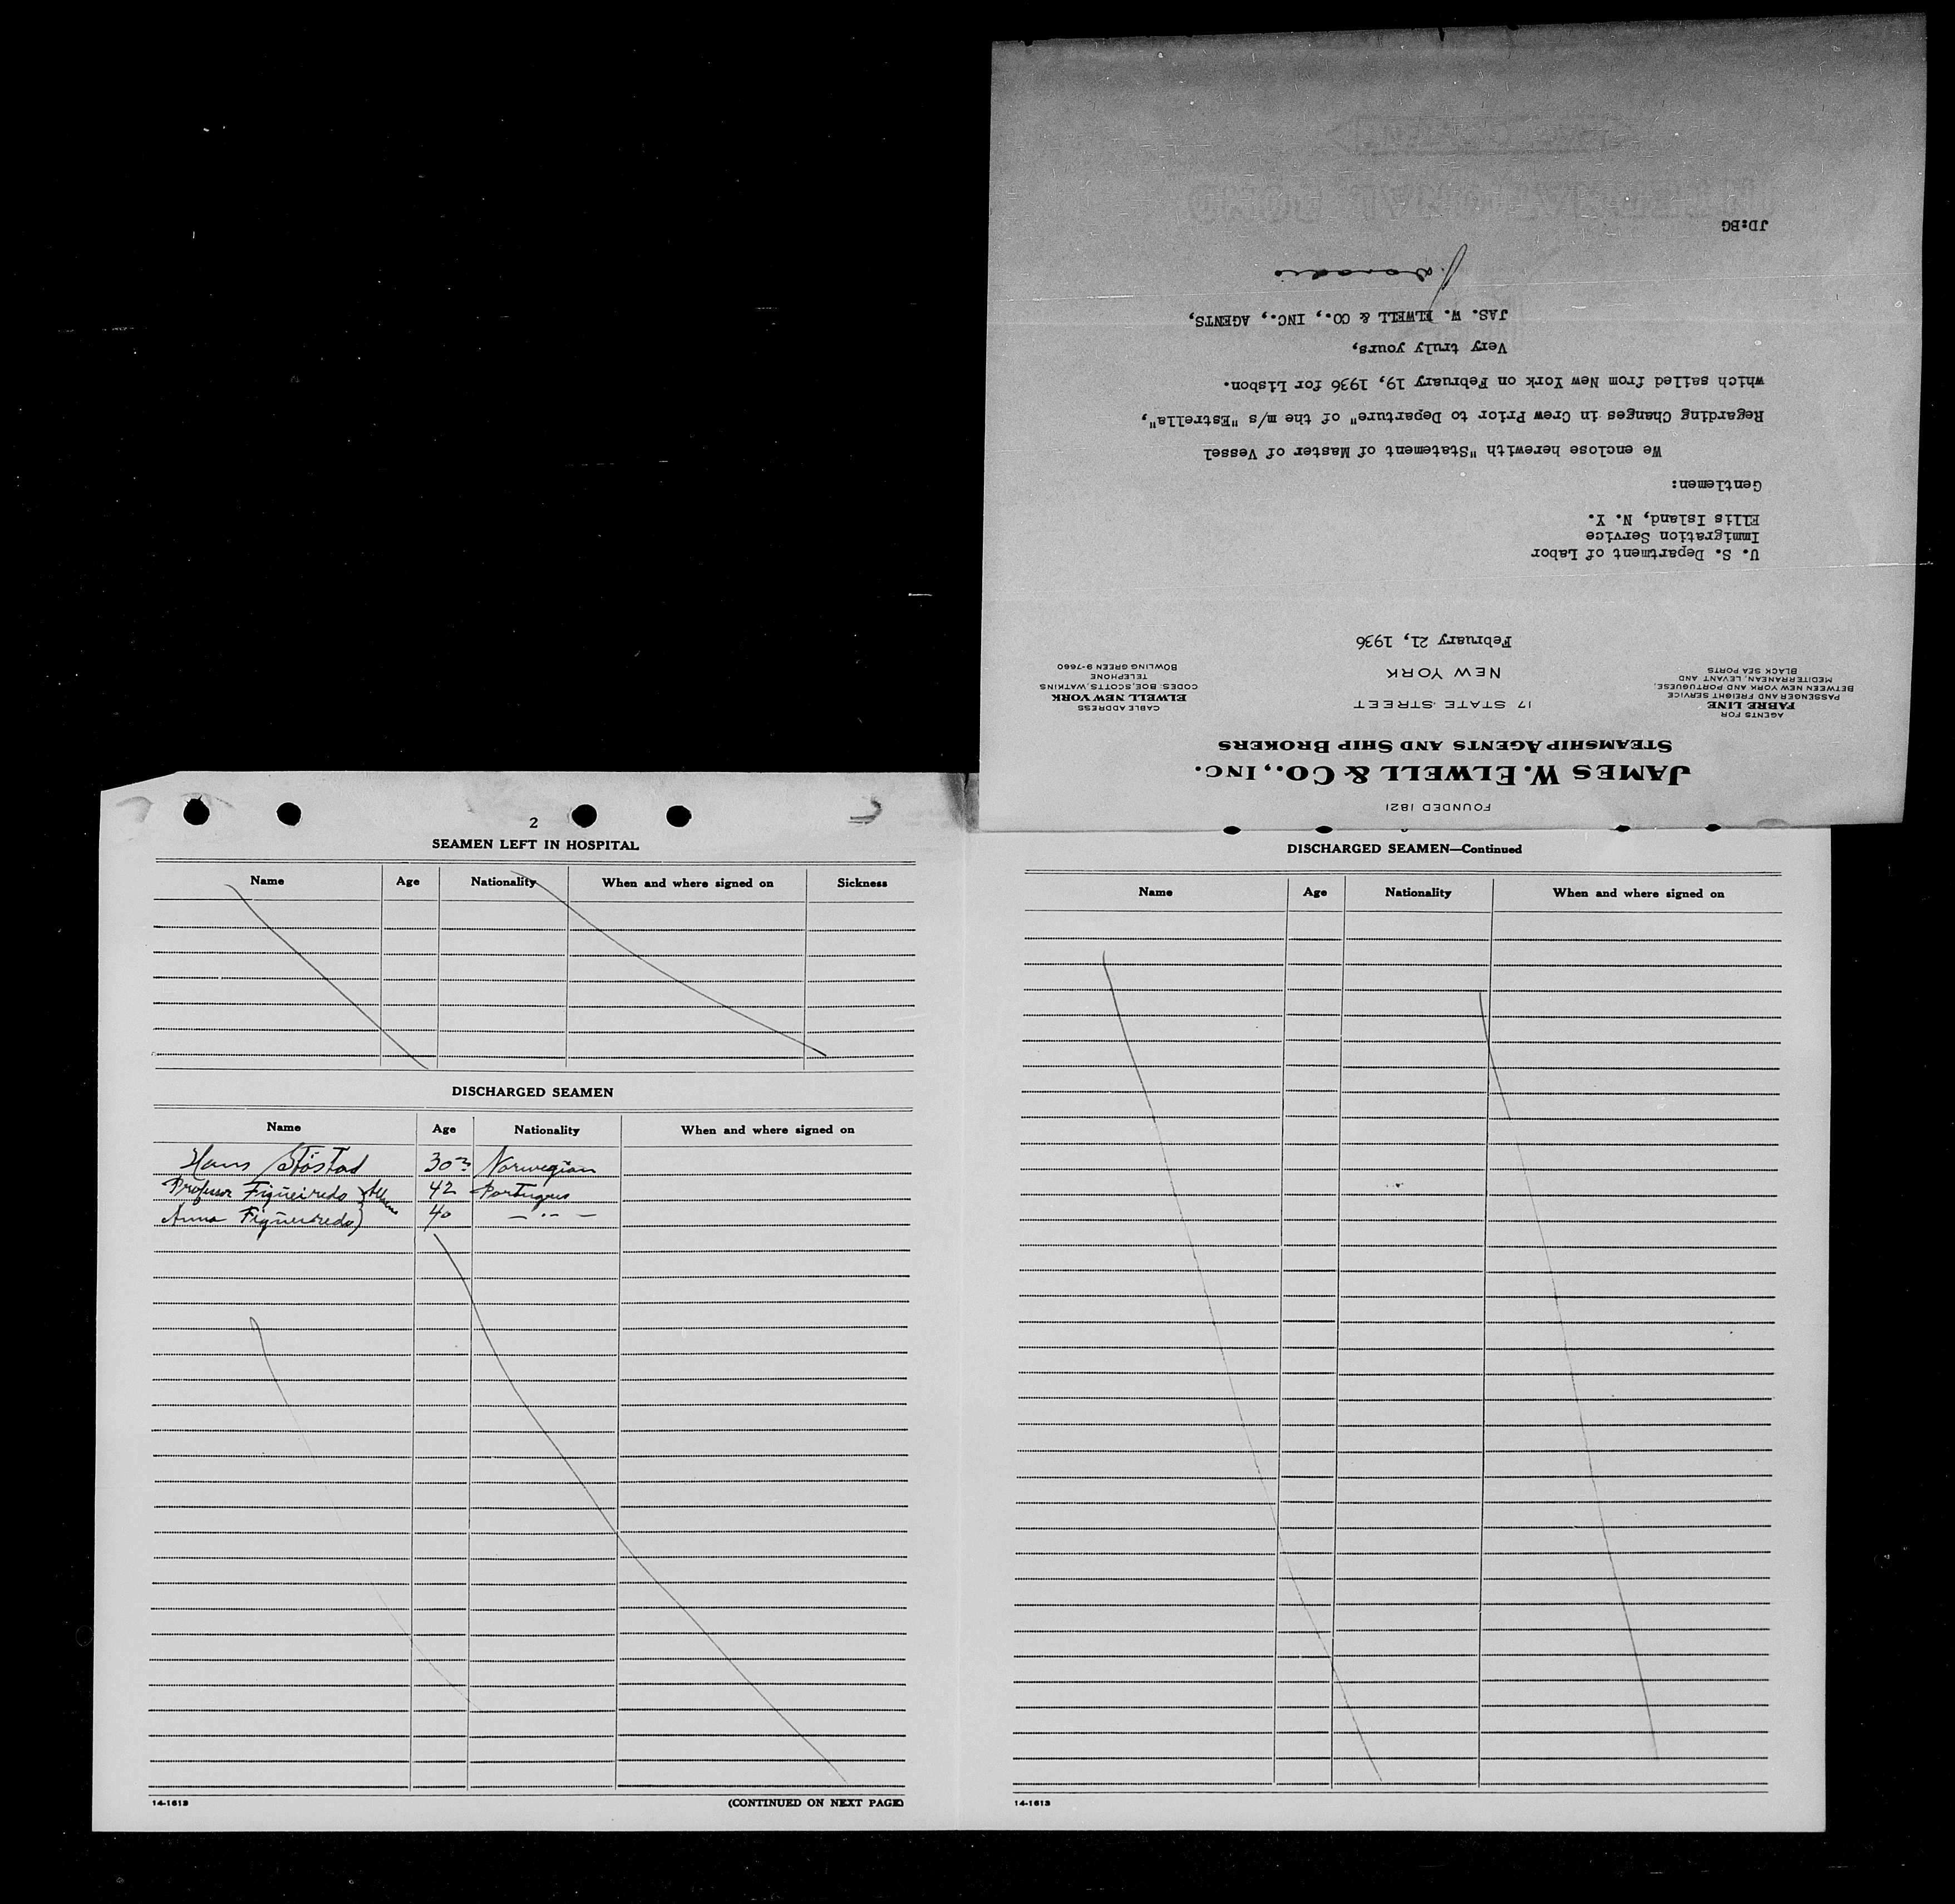 FOUNDED 1821
JAMES W. ELWELL & CO., INC.
STEAMSHIP AGENTS AND SHIP BROKERS
AGENTS FOR
FABRE LINE
PASSENGER AND FREIGHT SERVICE
BETWEEN NEW YORK AND PORTUGUESE,
MEDITERRANEAN, LEVANT AND
BLACK SEA PORTS
17 STATE STREET
NEW YORK
CABLE ADDRESS
ELWELL NEW YORK
CODES: BOE, SCOTTS, WATKINS
TELEPHONE
BOWLING GREEN 9-7660
February 21, 1936
U. S. Department of Labor
Immigration Service
Ellis Island, N. Y.
Gentlemen:
We enclose herewith "Statement of Master of Vessel
Regarding Changes in Crew Prior to Departure" of the m/s "Estrella",
which sailed from New York on February 19, 1936 for Lisbon.
Very truly yours,
JAS. W. ELWELL & CO., INC., AGENTS,
JD:BG
2
SEAMEN LEFT IN HOSPITAL
Name Age Nationality When and where signed on Sickness
DISCHARGED SEAMEN
Name Age Nationality When and where signed on
Hans Stöstad 30 Norwegian
Professor Figueiredo 42 Portugues
Anna Figueiredo 40 — " —
14-1613
(CONTINUED ON NEXT PAGE)
DISCHARGED SEAMEN—Continued
Name Age Nationality When and where signed on
14-1613